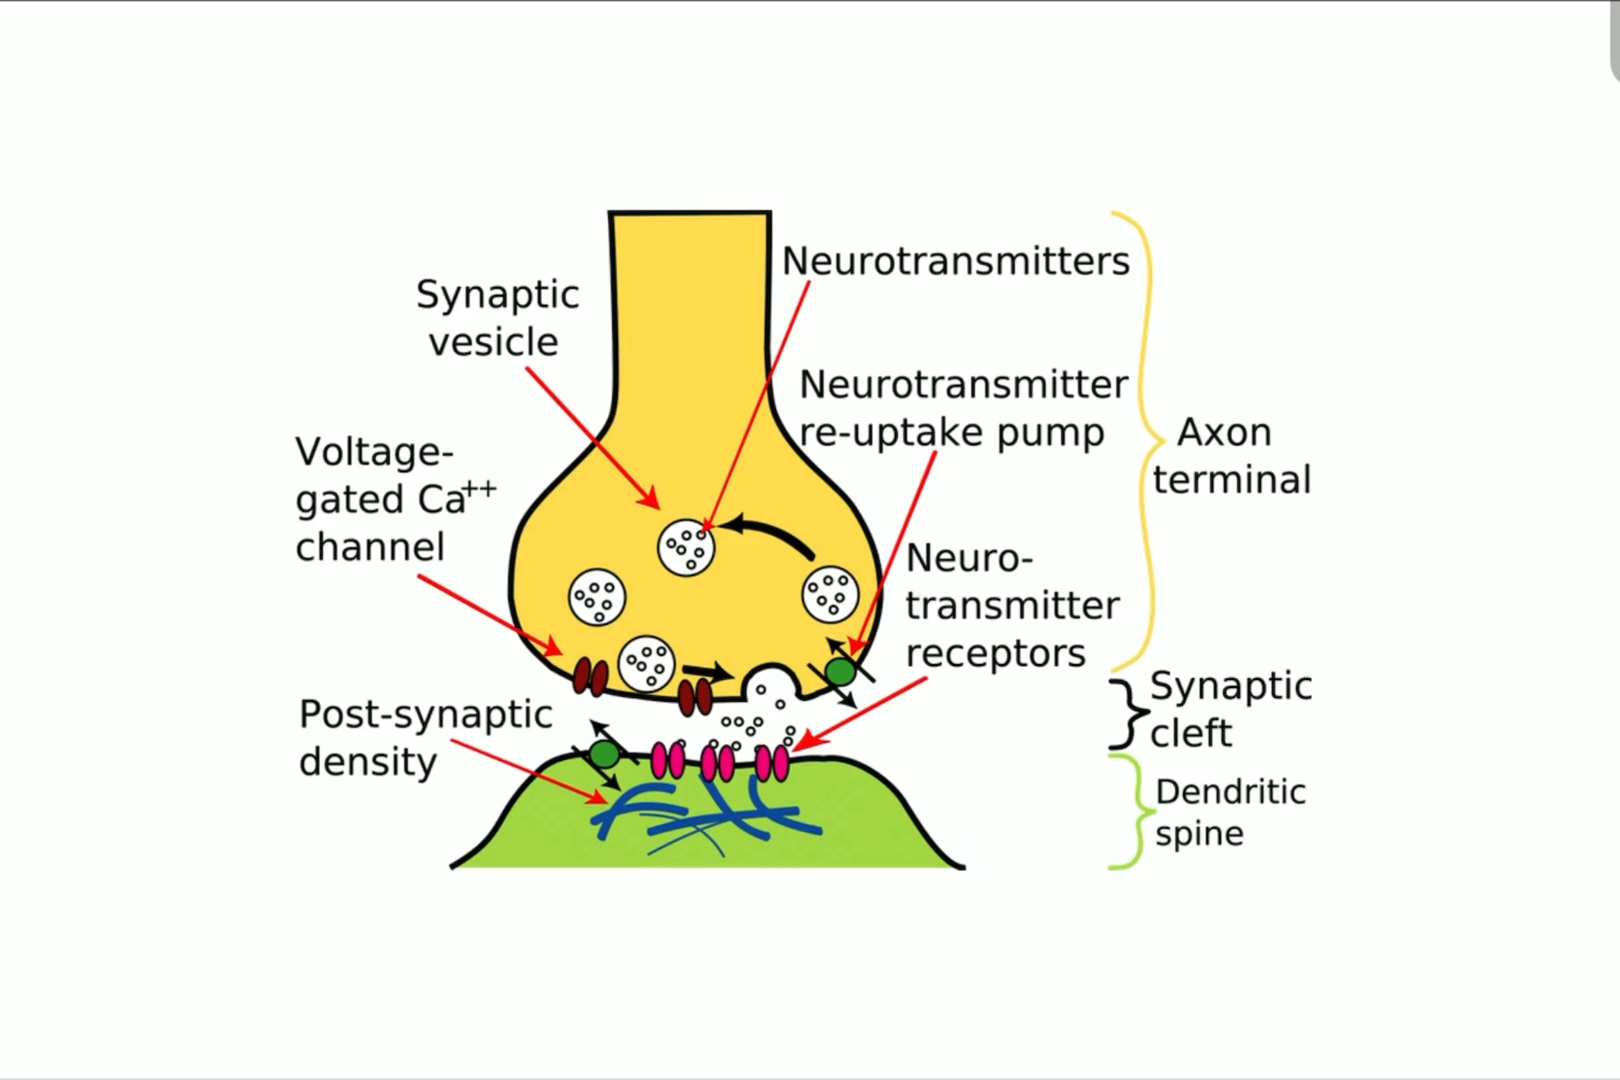 Neurotransmitters
Synaptic
vesicle
Neurotransmitter
re-uptake pump
Axon
terminal
Voltage-
gated Ca++
channel
Neuro-
transmitter
receptors
Synaptic
cleft
Post-synaptic
density
Dendritic
spine